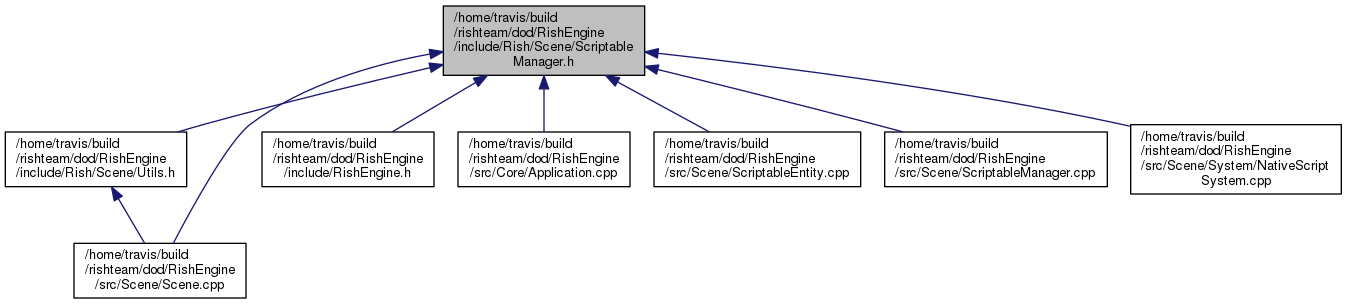 /home/travis/build
/rishteam/dod/RishEngine
/include/Rish/Scene/Scriptable
Manager.h
/home/travis/build
/rishteam/dod/RishEngine
/include/Rish/Scene/Utils.h
/home/travis/build
/rishteam/dod/RishEngine
/include/RishEngine.h
/home/travis/build
/rishteam/dod/RishEngine
/src/Core/Application.cpp
/home/travis/build
/rishteam/dod/RishEngine
/src/Scene/ScriptableEntity.cpp
/home/travis/build
/rishteam/dod/RishEngine
/src/Scene/ScriptableManager.cpp
/home/travis/build
/rishteam/dod/RishEngine
/src/Scene/System/NativeScript
System.cpp
/home/travis/build
/rishteam/dod/RishEngine
/src/Scene/Scene.cpp